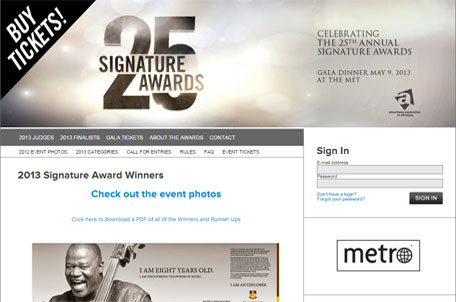 BUY
TICKETS!
25
SIGNATURE
AWARDS
CELEBRATING
THE 25TH ANNUAL
SIGNATURE AWARDS
GALA DINNER MAY 9, 2013
AT THE MET
advertising association
of winnipeg
2013 JUDGES 2013 FINALISTS GALA TICKETS ABOUT THE AWARDS CONTACT
2012 EVENT PHOTOS 2013 CATEGORIES CALL FOR ENTRIES RULES FAQ EVENT TICKETS
2013 Signature Award Winners
Check out the event photos
Click here to download a PDF of all of the Winners and Runner Ups
Sign In
E-mail Address
Password
Don't have a login?
Forgot your password?
SIGN IN
metro
I AM EIGHT YEARS OLD.
I AM AN EXPLORER.